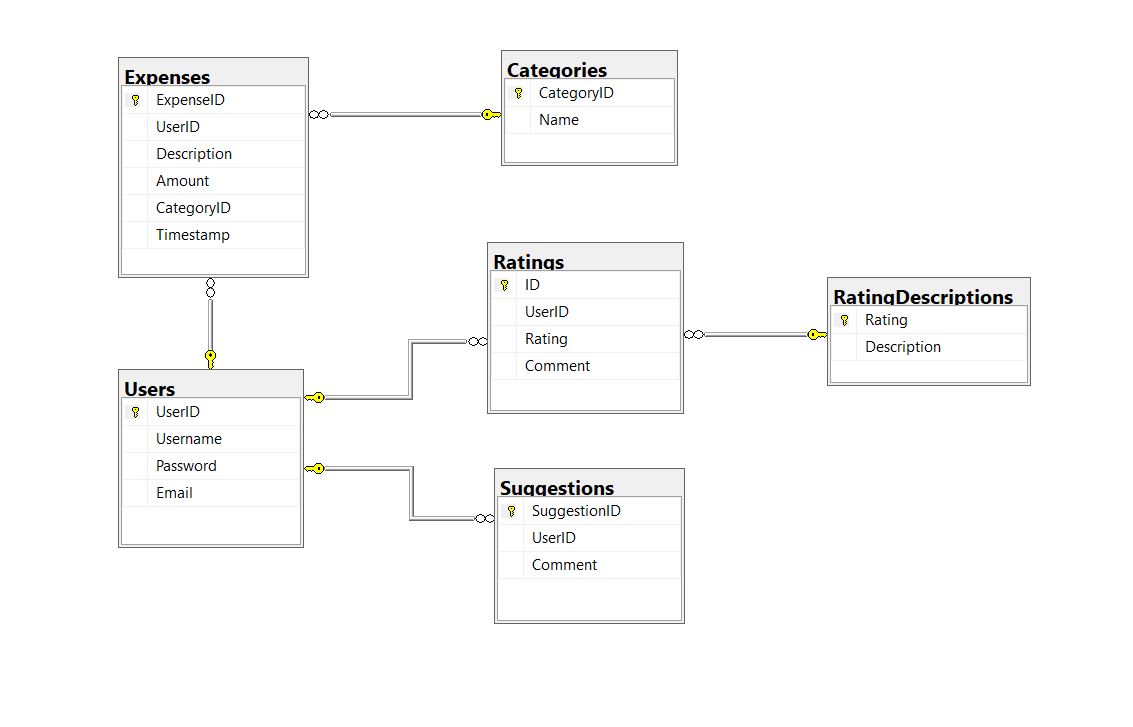 Expenses
ExpenseID
UserID
Description
Amount
CategoryID
Timestamp
Categories
CategoryID
Name
Ratings
ID
UserID
Rating
Comment
RatingDescriptions
Rating
Description
Users
UserID
Username
Password
Email
Suggestions
SuggestionID
UserID
Comment